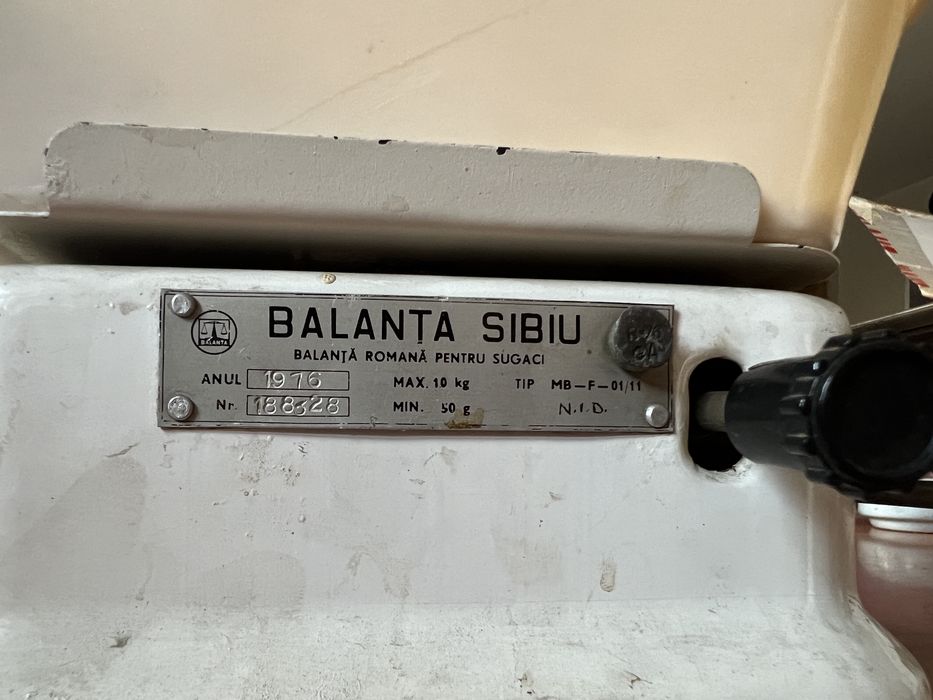 BALANȚA SIBIU
BALANTA
BALANȚĂ ROMANĂ PENTRU SUGACI
ANUL 1976 MAX. 10 kg TIP MB-F-01/11
Nr. 188328 MIN. 50 g N.I.D.